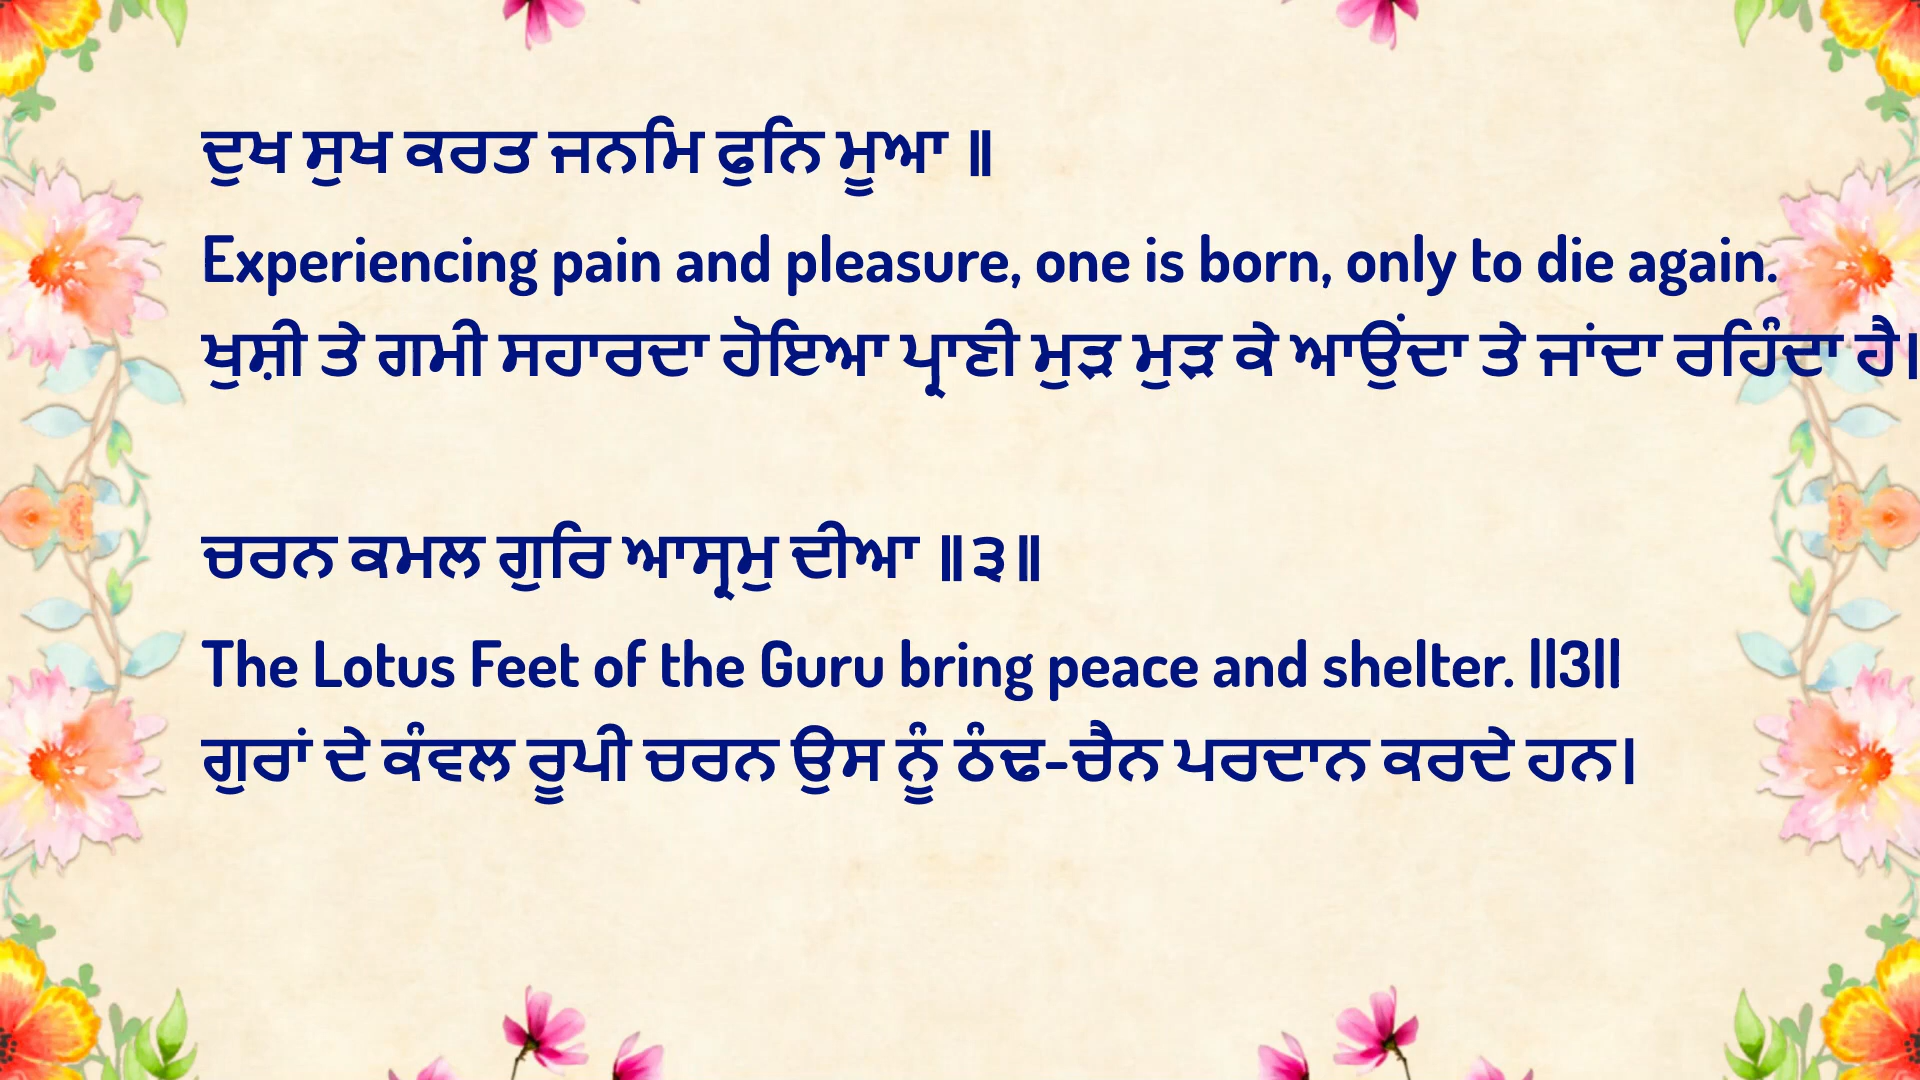 ਦੁਖ ਸੁਖ ਕਰਤ ਜਨਮਿ ਫੁਨਿ ਮੂਆ ॥
Experiencing pain and pleasure, one is born, only to die again.
ਖੁਸ਼ੀ ਤੇ ਗਮੀ ਸਹਾਰਦਾ ਹੋਇਆ ਪ੍ਰਾਣੀ ਮੁੜ ਮੁੜ ਕੇ ਆਉਂਦਾ ਤੇ ਜਾਂਦਾ ਰਹਿੰਦਾ ਹੈ।
ਚਰਨ ਕਮਲ ਗੁਰਿ ਆਸ੍ਰਮੁ ਦੀਆ ॥੩॥
The Lotus Feet of the Guru bring peace and shelter. ||3||
ਗੁਰਾਂ ਦੇ ਕੰਵਲ ਰੂਪੀ ਚਰਨ ਉਸ ਨੂੰ ਠੰਢ-ਚੈਨ ਪਰਦਾਨ ਕਰਦੇ ਹਨ।